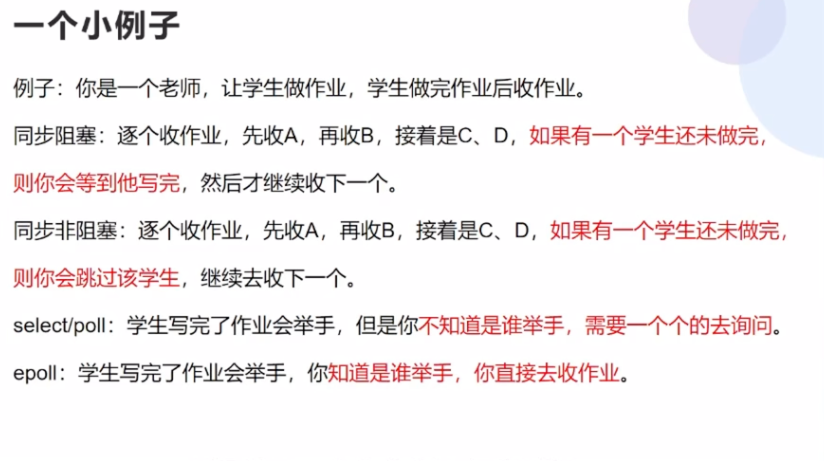 一个小例子
例子：你是一个老师，让学生做作业，学生做完作业后收作业。
同步阻塞：逐个收作业，先收A，再收B，接着是C、D，如果有一个学生还未做完，
则你会等到他写完，然后才继续收下一个。
同步非阻塞：逐个收作业，先收A，再收B，接着是C、D，如果有一个学生还未做完，
则你会跳过该学生，继续去收下一个。
select/poll：学生写完了作业会举手，但是你不知道是谁举手，需要一个个的去询问。
epoll：学生写完了作业会举手，你知道是谁举手，你直接去收作业。